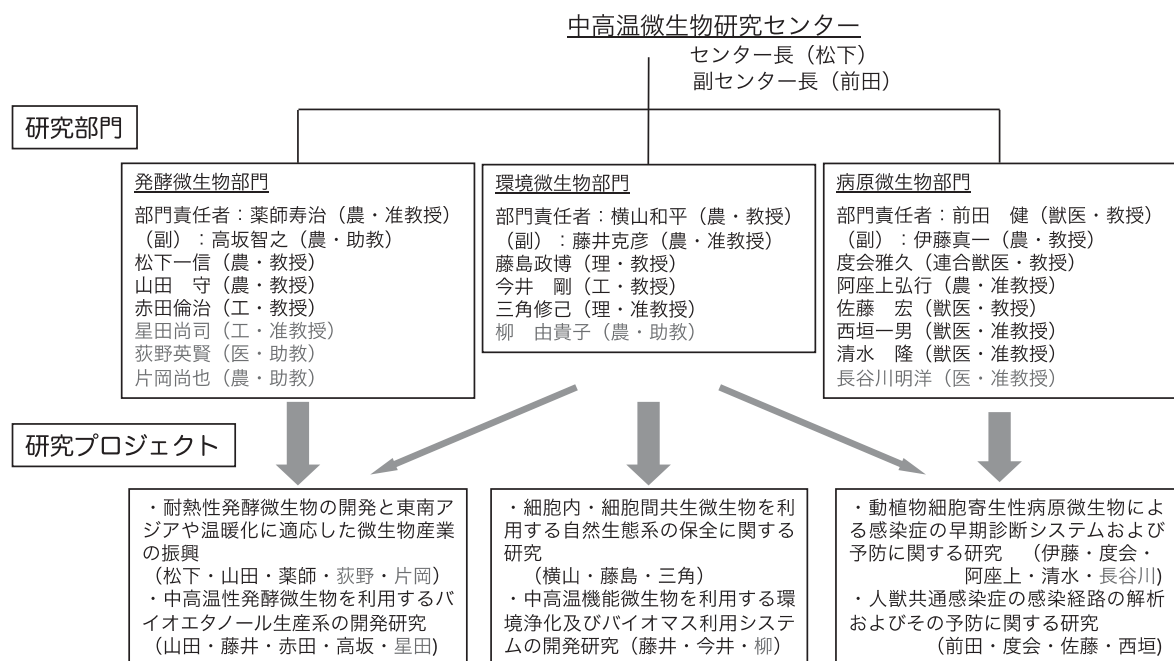 中高温微生物研究センター
センター長（松下）
副センター長（前田）
研究部門
発酵微生物部門
部門責任者：薬師寿治（農・准教授）
（副）：高坂智之（農・助教）
松下一信（農・教授）
山田　守（農・教授）
赤田倫治（工・教授）
星田尚司（工・准教授）
荻野英賢（医・助教）
片岡尚也（農・助教）
環境微生物部門
部門責任者：横山和平（農・教授）
（副）：藤井克彦（農・准教授）
藤島政博（理・教授）
今井　剛（工・教授）
三角修己（理・准教授）
柳　由貴子（農・助教）
病原微生物部門
部門責任者：前田　健（獣医・教授）
（副）：伊藤真一（農・教授）
度会雅久（連合獣医・教授）
阿座上弘行（農・准教授）
佐藤　宏（獣医・教授）
西垣一男（獣医・准教授）
清水　隆（獣医・准教授）
長谷川明洋（医・准教授）
研究プロジェクト
・耐熱性発酵微生物の開発と東南ア
ジアや温暖化に適応した微生物産業
の振興
（松下・山田・薬師・荻野・片岡）
・中高温性発酵微生物を利用するバ
イオエタノール生産系の開発研究
（山田・藤井・赤田・高坂・星田)
・細胞内・細胞間共生微生物を利
用する自然生態系の保全に関する
研究
（横山・藤島・三角）
・中高温機能微生物を利用する環
境浄化及びバイオマス利用システ
ムの開発研究（藤井・今井・柳）
・動植物細胞寄生性病原微生物によ
る感染症の早期診断システムおよび
予防に関する研究　（伊藤・度会・
阿座上・清水・長谷川)
・人獣共通感染症の感染経路の解析
およびその予防に関する研究
（前田・度会・佐藤・西垣）